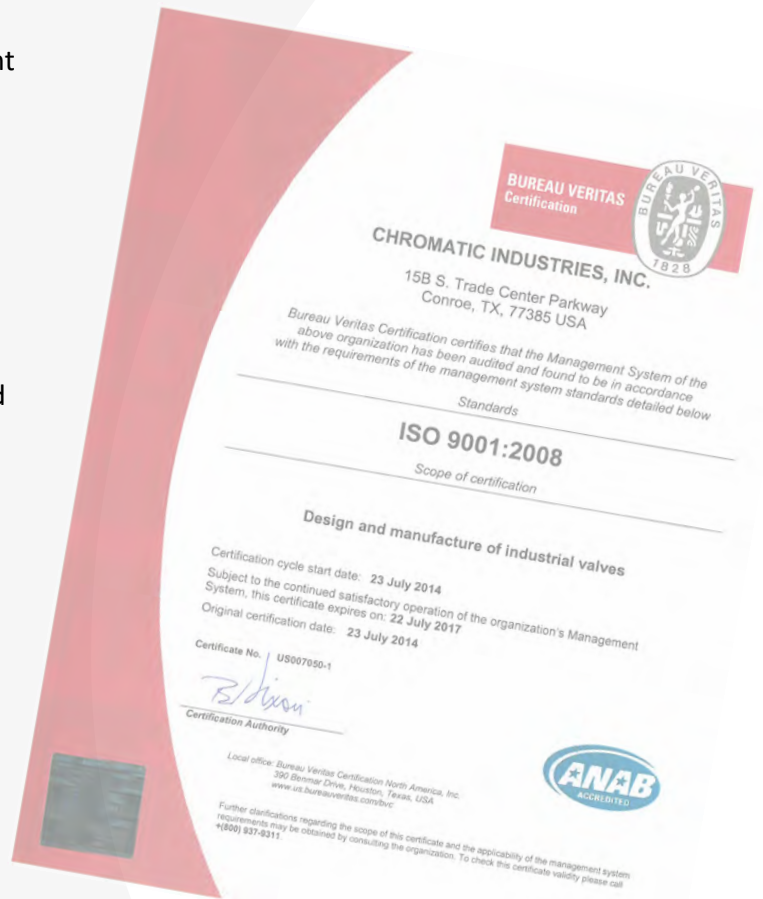 nt
d
BUREAU VERITAS
Certification
BUREAU VERITAS
1828
CHROMATIC INDUSTRIES, INC.
15B S. Trade Center Parkway
Conroe, TX, 77385 USA
Bureau Veritas Certification certifies that the Management System of the
above organization has been audited and found to be in accordance
with the requirements of the management system standards detailed below
Standards
ISO 9001:2008
Scope of certification
Design and manufacture of industrial valves
Certification cycle start date: 23 July 2014
Subject to the continued satisfactory operation of the organization's Management
System, this certificate expires on: 22 July 2017
Original certification date: 23 July 2014
Certificate No. US007050-1
B/Dixon
Certification Authority
Local office: Bureau Veritas Certification North America, Inc.
390 Benmar Drive, Houston, Texas, USA
www.us.bureauveritas.com/bvc
ANAB
ACCREDITED
Further clarifications regarding the scope of this certificate and the applicability of the management system
requirements may be obtained by consulting the organization. To check this certificate validity please call
+(800) 937-9311